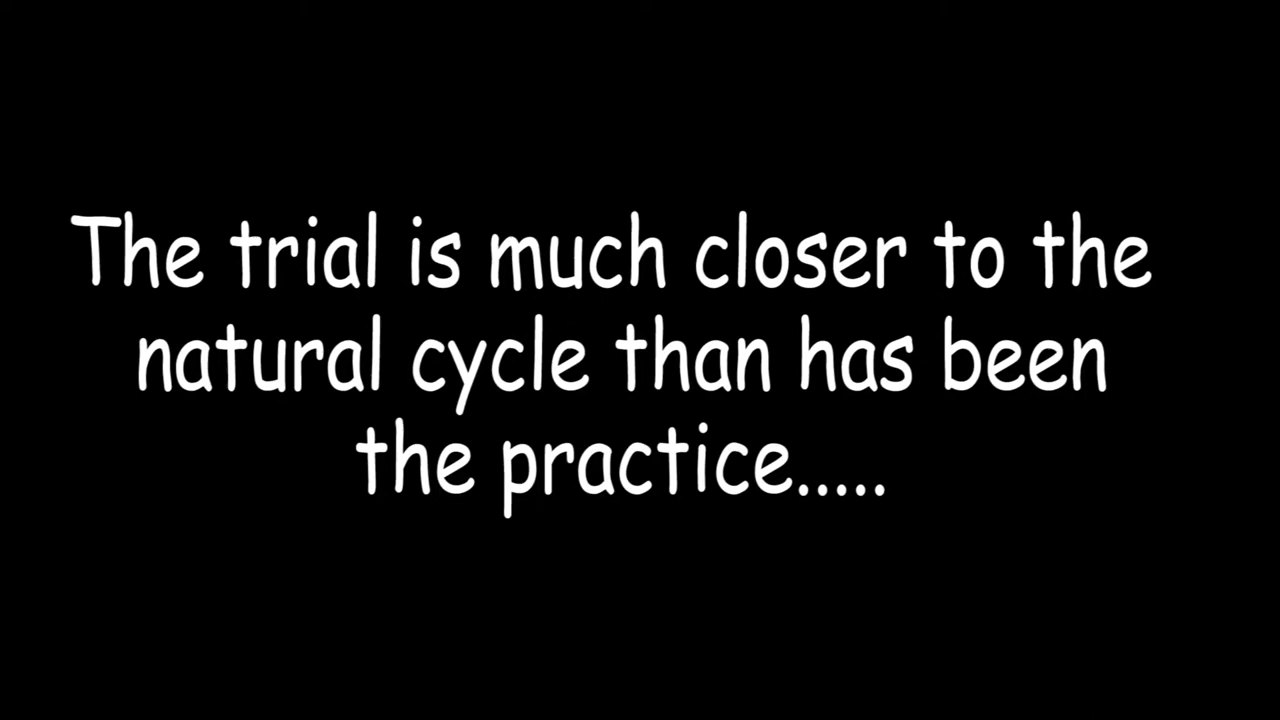 The trial is much closer to the
natural cycle than has been
the practice.....